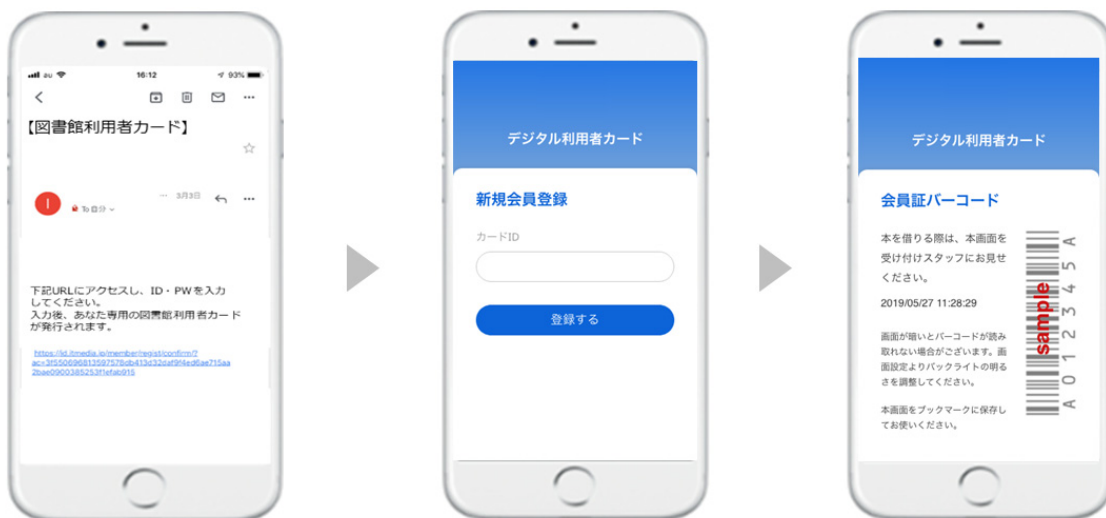 au
16:12
93%
【図書館利用者カード】
I
To 自分
3月3日
下記URLにアクセスし、ID・PWを入力
してください。
入力後、あなた専用の図書館利用者カード
が発行されます。
デジタル利用者カード
新規会員登録
カードID
登録する
デジタル利用者カード
会員証バーコード
本を借りる際は、本画面を
受け付けスタッフにお見せ
ください。
2019/05/27 11:28:29
画面が暗いとバーコードが読み
取れない場合がございます。画
面設定よりバックライトの明る
さを調整してください。
本画面をブックマークに保存し
てお使いください。
sample
A012345A